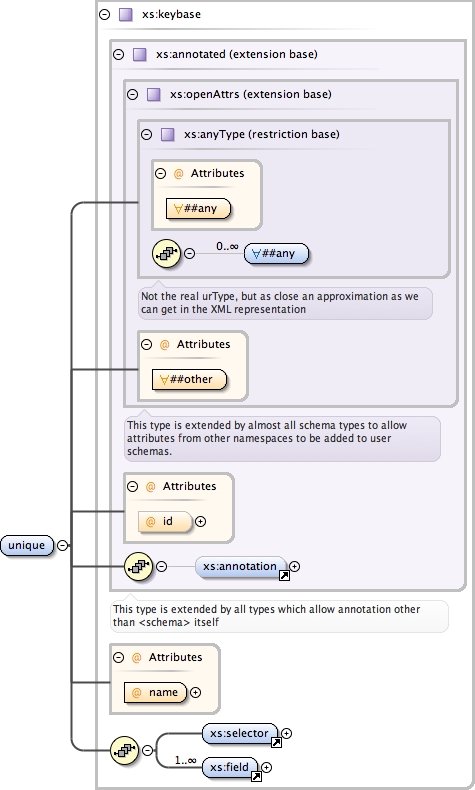 xs:keybase
xs:annotated (extension base)
xs:openAttrs (extension base)
xs:anyType (restriction base)
@ Attributes
∀##any
0..∞
∀##any
Not the real urType, but as close an approximation as we
can get in the XML representation
@ Attributes
∀##other
This type is extended by almost all schema types to allow
attributes from other namespaces to be added to user
schemas.
@ Attributes
@ id
unique
xs:annotation
This type is extended by all types which allow annotation other
than <schema> itself
@ Attributes
@ name
xs:selector
1..∞
xs:field